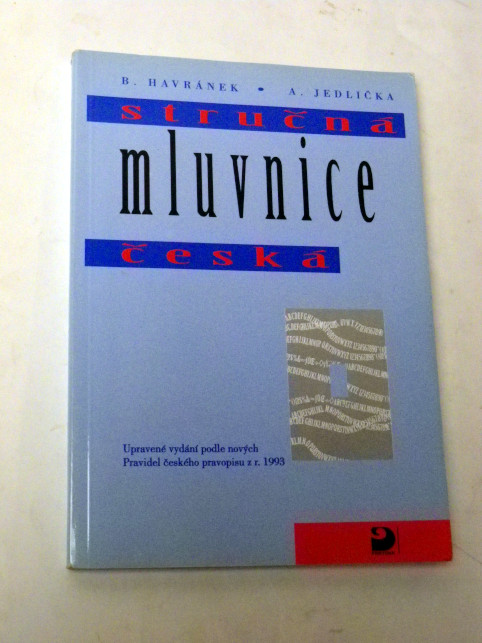 B. HAVRÁNEK • A. JEDLIČKA
stručná
mluvnice
česká
Upravené vydání podle nových
Pravidel českého pravopisu z r. 1993